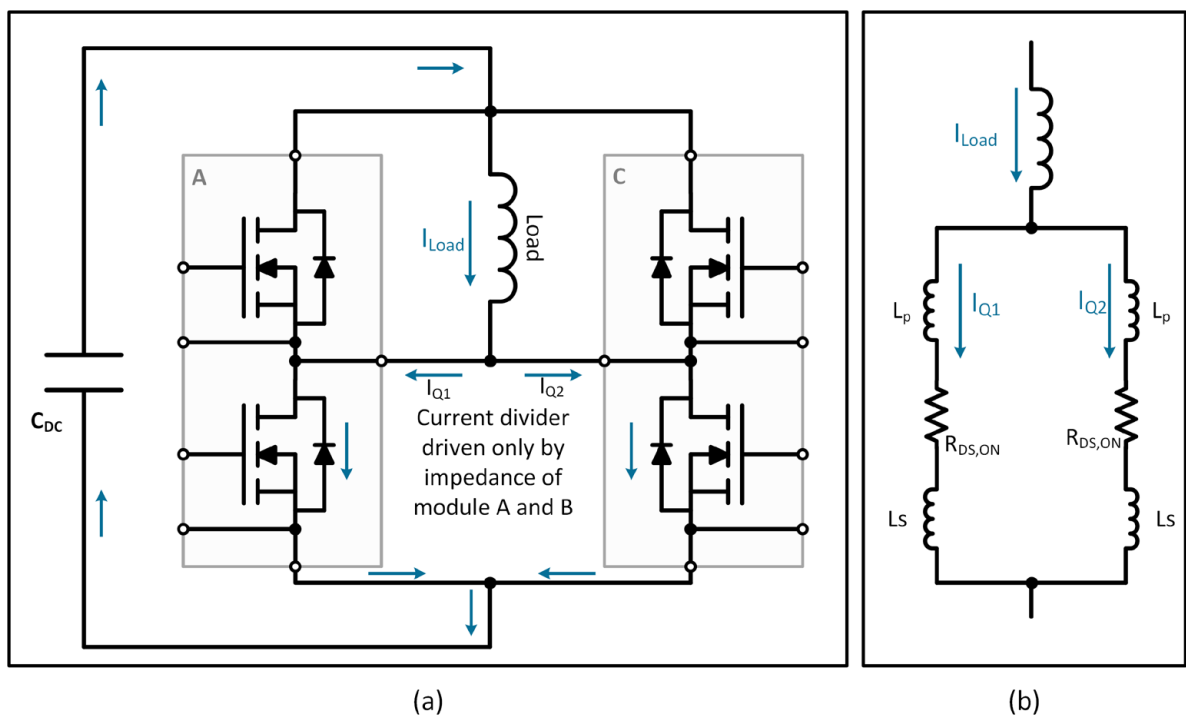 A
C
I_Load
Load
C_DC
I_Q1
I_Q2
Current divider
driven only by
impedance of
module A and B
(a)
I_Load
L_p
I_Q1
I_Q2
L_p
R_DS,ON
R_DS,ON
Ls
Ls
(b)